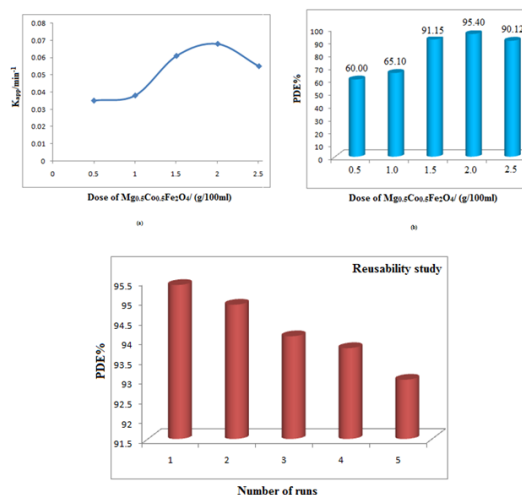 0.08
0.07
0.06
0.05
0.04
0.03
0.02
0.01
0
Kapp/min-1
0 0.5 1 1.5 2 2.5
Dose of Mg0.5Co0.5Fe2O4/ (g/100ml)
(a)
100
90
80
70
60
50
40
30
20
10
0
PDE%
60.00 65.10 91.15 95.40 90.12
0.5 1.0 1.5 2.0 2.5
Dose of Mg0.5Co0.5Fe2O4/ (g/100ml)
(b)
Reusability study
95.5
95
94.5
94
93.5
93
92.5
92
91.5
PDE%
1 2 3 4 5
Number of runs